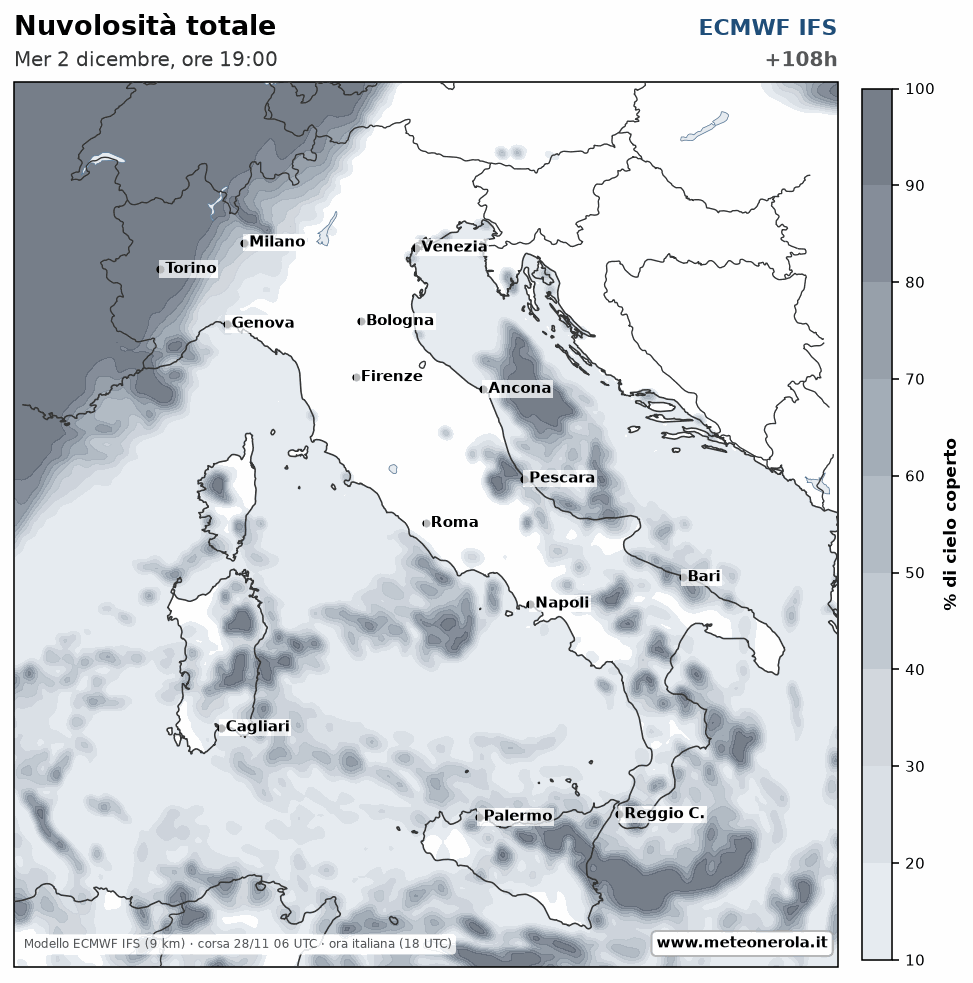 Nuvolosità totale
ECMWF IFS
Mer 2 dicembre, ore 19:00
+108h
100
90
80
70
60
50
40
30
20
10
% di cielo coperto
Milano
Venezia
Torino
Genova
Bologna
Firenze
Ancona
Pescara
Roma
Bari
Napoli
Cagliari
Palermo
Reggio C.
Modello ECMWF IFS (9 km) · corsa 28/11 06 UTC · ora italiana (18 UTC)
www.meteonerola.it